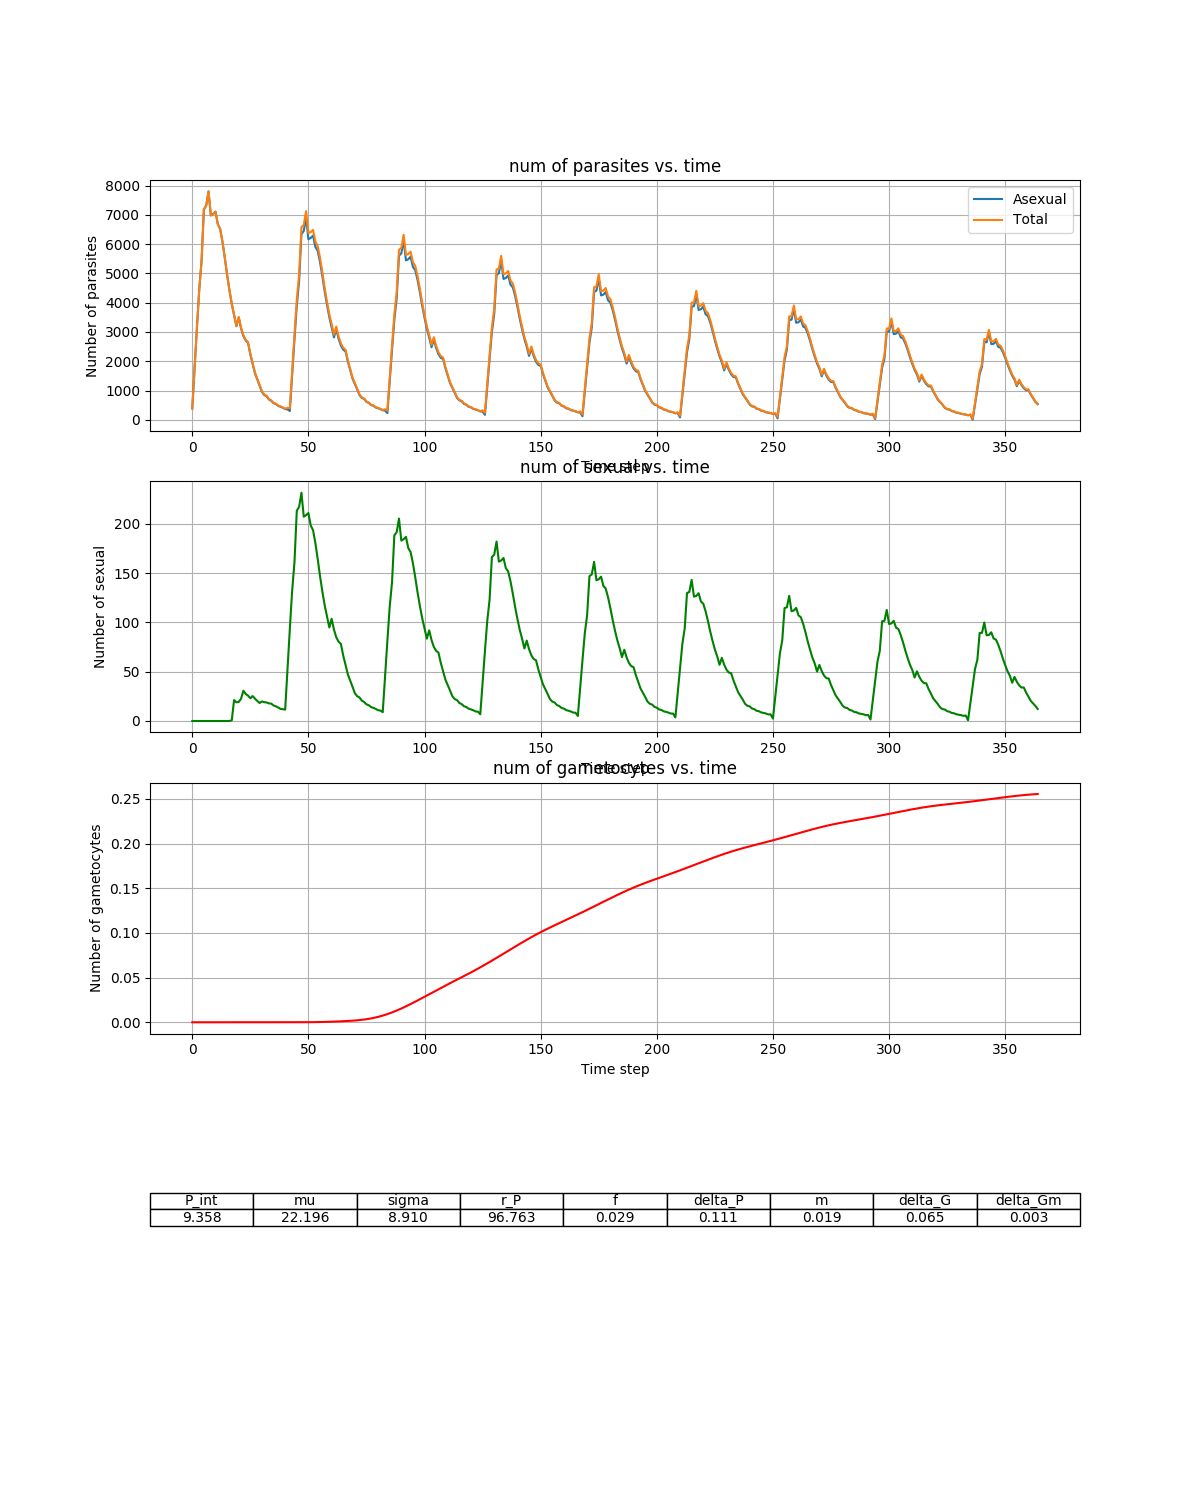 num of parasites vs. time
Number of parasites
8000
7000
6000
5000
4000
3000
2000
1000
0
Asexual
Total
0 50 100 150 200 250 300 350
Time step
num of sexual vs. time
Number of sexual
200
150
100
50
0
0 50 100 150 200 250 300 350
Time step
num of gametocytes vs. time
Number of gametocytes
0.25
0.20
0.15
0.10
0.05
0.00
0 50 100 150 200 250 300 350
Time step
P_int mu sigma r_P f delta_P m delta_G delta_Gm
9.358 22.196 8.910 96.763 0.029 0.111 0.019 0.065 0.003